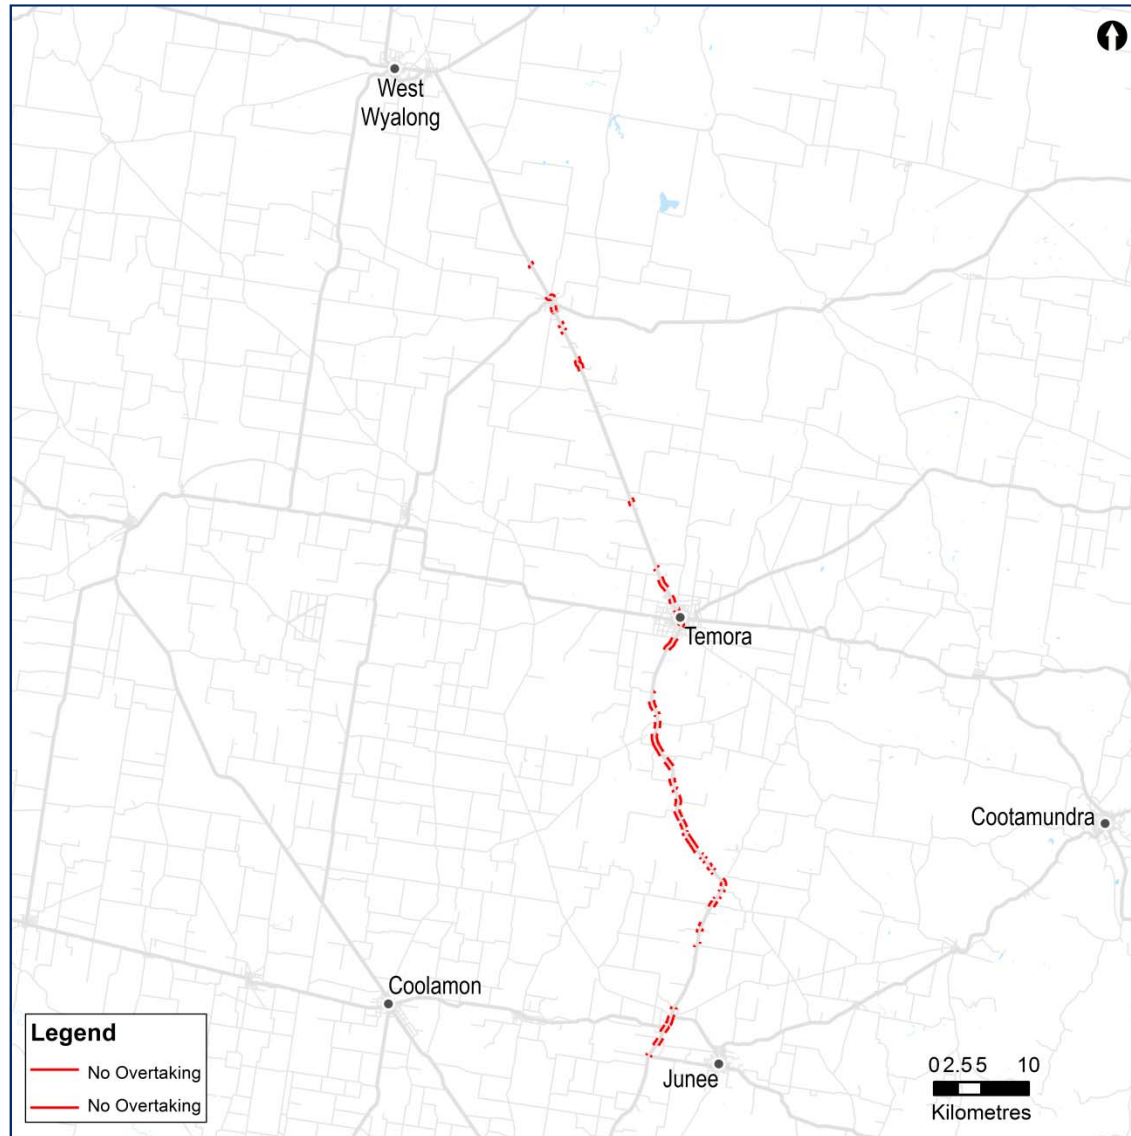 West
Wyalong
Temora
Cootamundra
Coolamon
Junee
Legend
No Overtaking
No Overtaking
0 2.5 5 10
Kilometres